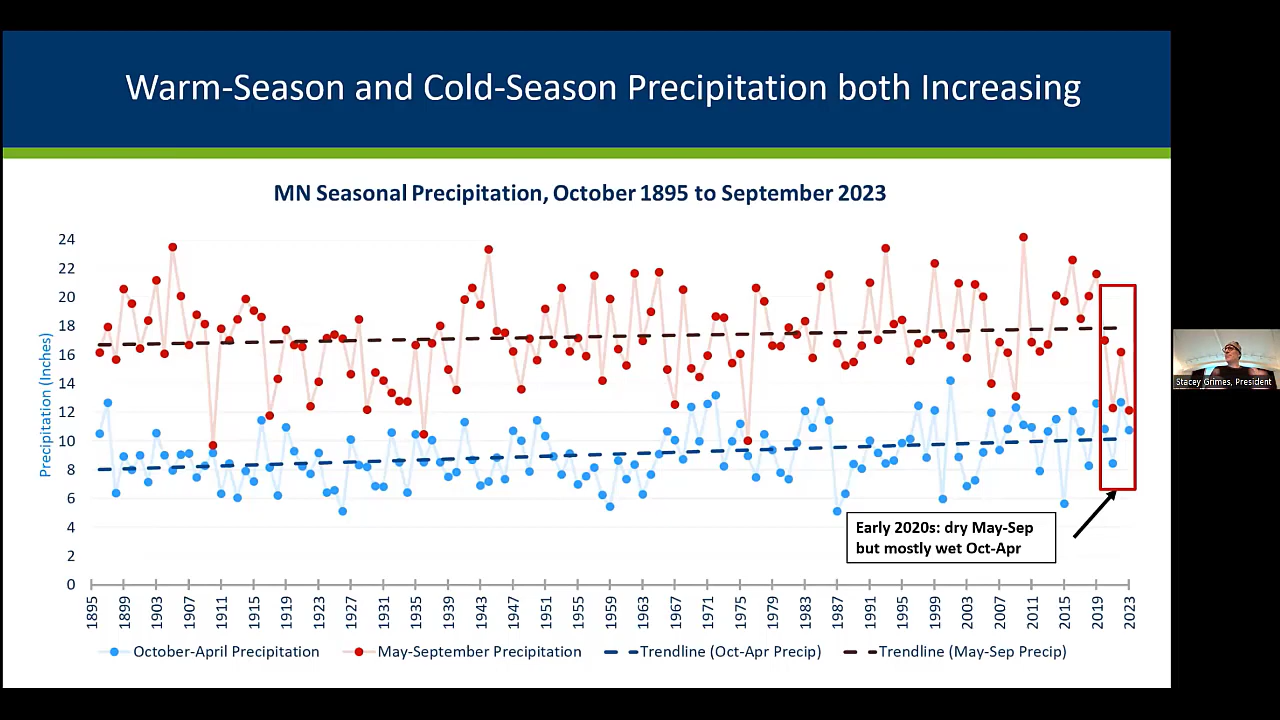 Warm-Season and Cold-Season Precipitation both Increasing
MN Seasonal Precipitation, October 1895 to September 2023
Precipitation (Inches)
24
22
20
18
16
14
12
10
8
6
4
2
0
Early 2020s: dry May-Sep
but mostly wet Oct-Apr
1895 1899 1903 1907 1911 1915 1919 1923 1927 1931 1935 1939 1943 1947 1951 1955 1959 1963 1967 1971 1975 1979 1983 1987 1991 1995 1999 2003 2007 2011 2015 2019 2023
October-April Precipitation May-September Precipitation Trendline (Oct-Apr Precip) Trendline (May-Sep Precip)
Stacey Grimes, President